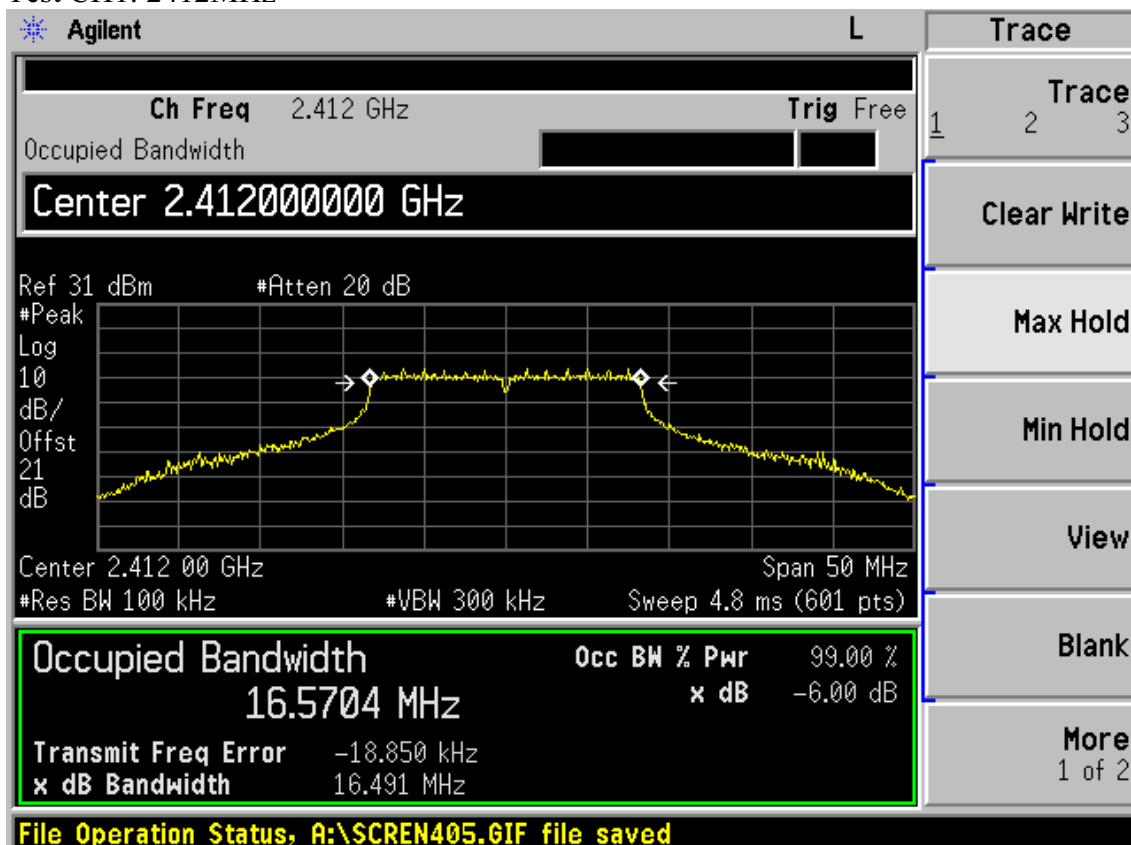 Test CH1: 2412MHz
Agilent L Trace
Ch Freq 2.412 GHz Trig Free
Trace
1 2 3
Occupied Bandwidth
Center 2.412000000 GHz
Clear Write
Ref 31 dBm #Atten 20 dB
#Peak
Log
10
dB/
Offst
21
dB
Max Hold
Min Hold
View
Center 2.412 00 GHz Span 50 MHz
#Res BW 100 kHz #VBW 300 kHz Sweep 4.8 ms (601 pts)
Blank
Occupied Bandwidth Occ BW % Pwr 99.00 %
16.5704 MHz x dB -6.00 dB
Transmit Freq Error -18.850 kHz
x dB Bandwidth 16.491 MHz
More
1 of 2
File Operation Status, A:\SCREN405.GIF file saved